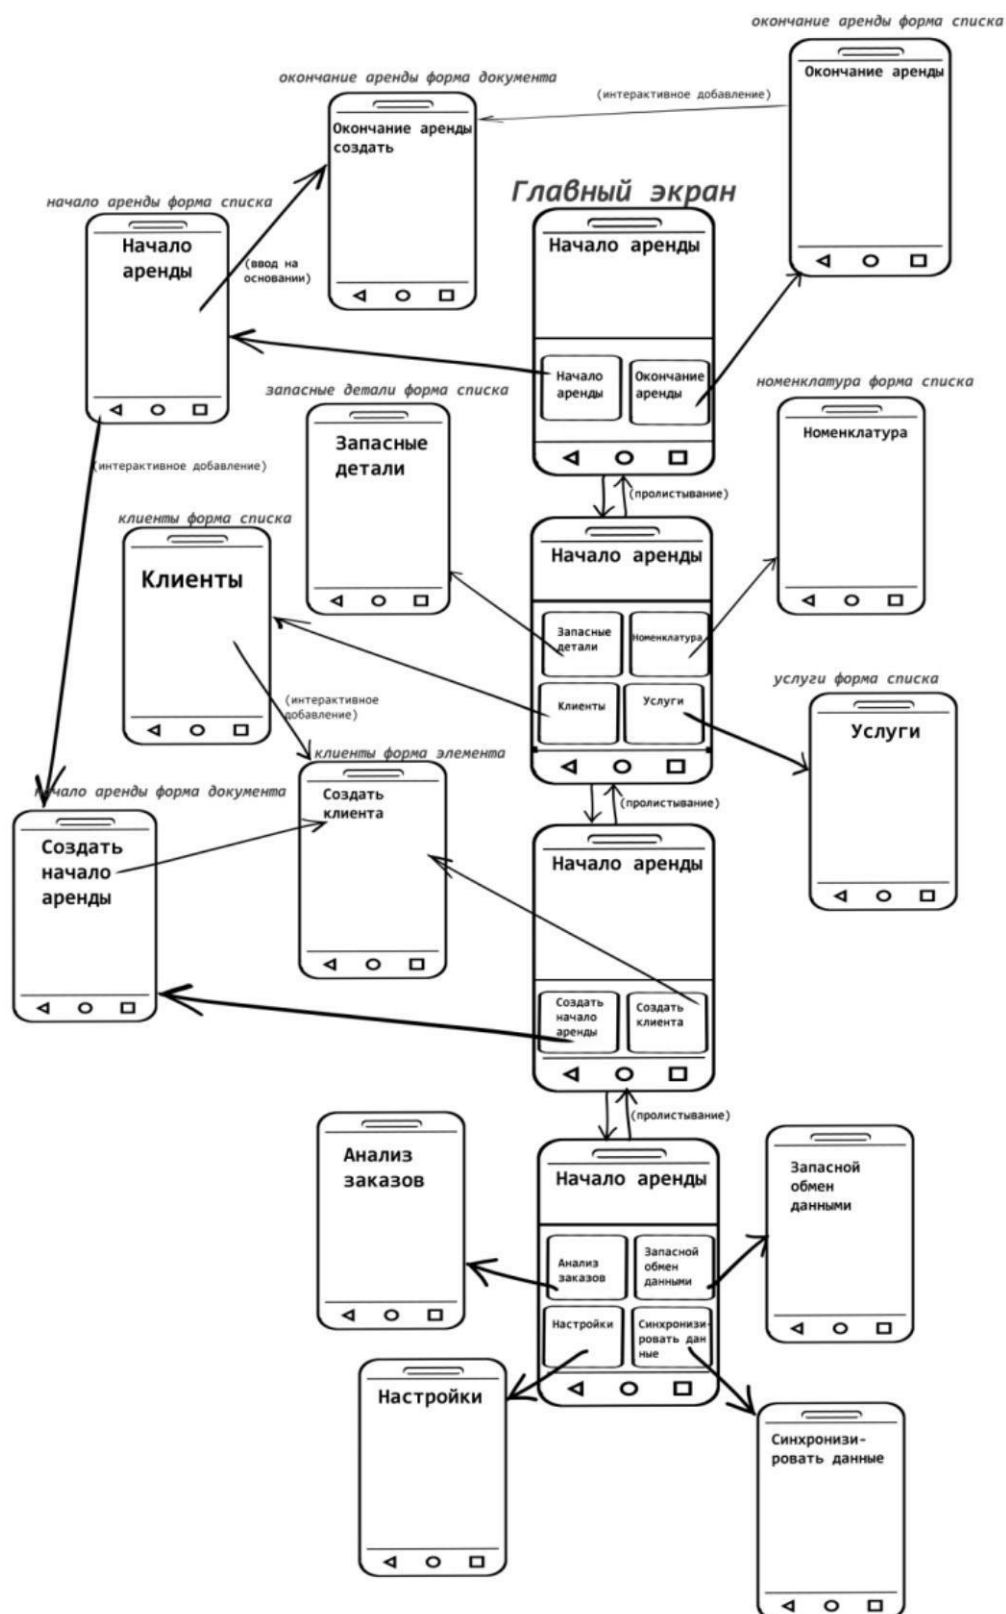 окончание аренды форма списка
Окончание аренды
окончание аренды форма документа
(интерактивное добавление)
Окончание аренды
создать
Главный экран
Начало аренды
начало аренды форма списка
Начало
аренды
(ввод на
основании)
Начало
аренды
Окончание
аренды
запасные детали форма списка
Запасные
детали
номенклатура форма списка
Номенклатура
(интерактивное добавление)
(пролистывание)
клиенты форма списка
Клиенты
Начало аренды
Запасные
детали
Номенклатура
Клиенты
Услуги
услуги форма списка
Услуги
(интерактивное
добавление)
клиенты форма элемента
Создать
клиента
(пролистывание)
начало аренды форма документа
Создать
начало
аренды
Начало аренды
Создать
начало
аренды
Создать
клиента
(пролистывание)
Анализ
заказов
Начало аренды
Запасной
обмен
данными
Анализ
заказов
Запасной
обмен
данными
Настройки
Синхронизи-
ровать дан
ные
Настройки
Синхронизи-
ровать данные